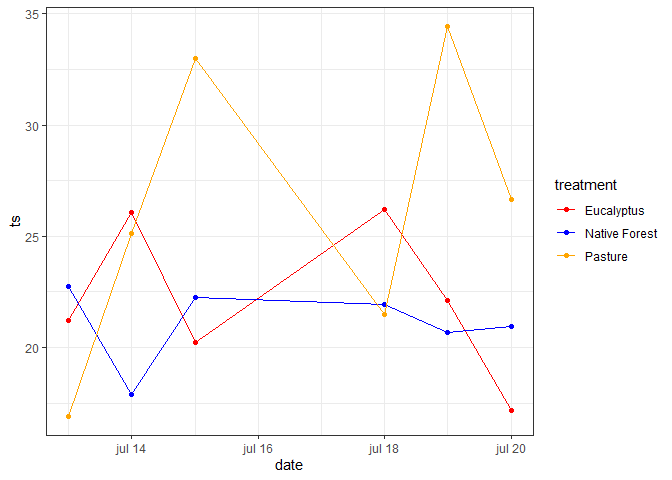 35
30
25
20
ts
jul 14
jul 16
jul 18
jul 20
date
treatment
Eucalyptus
Native Forest
Pasture